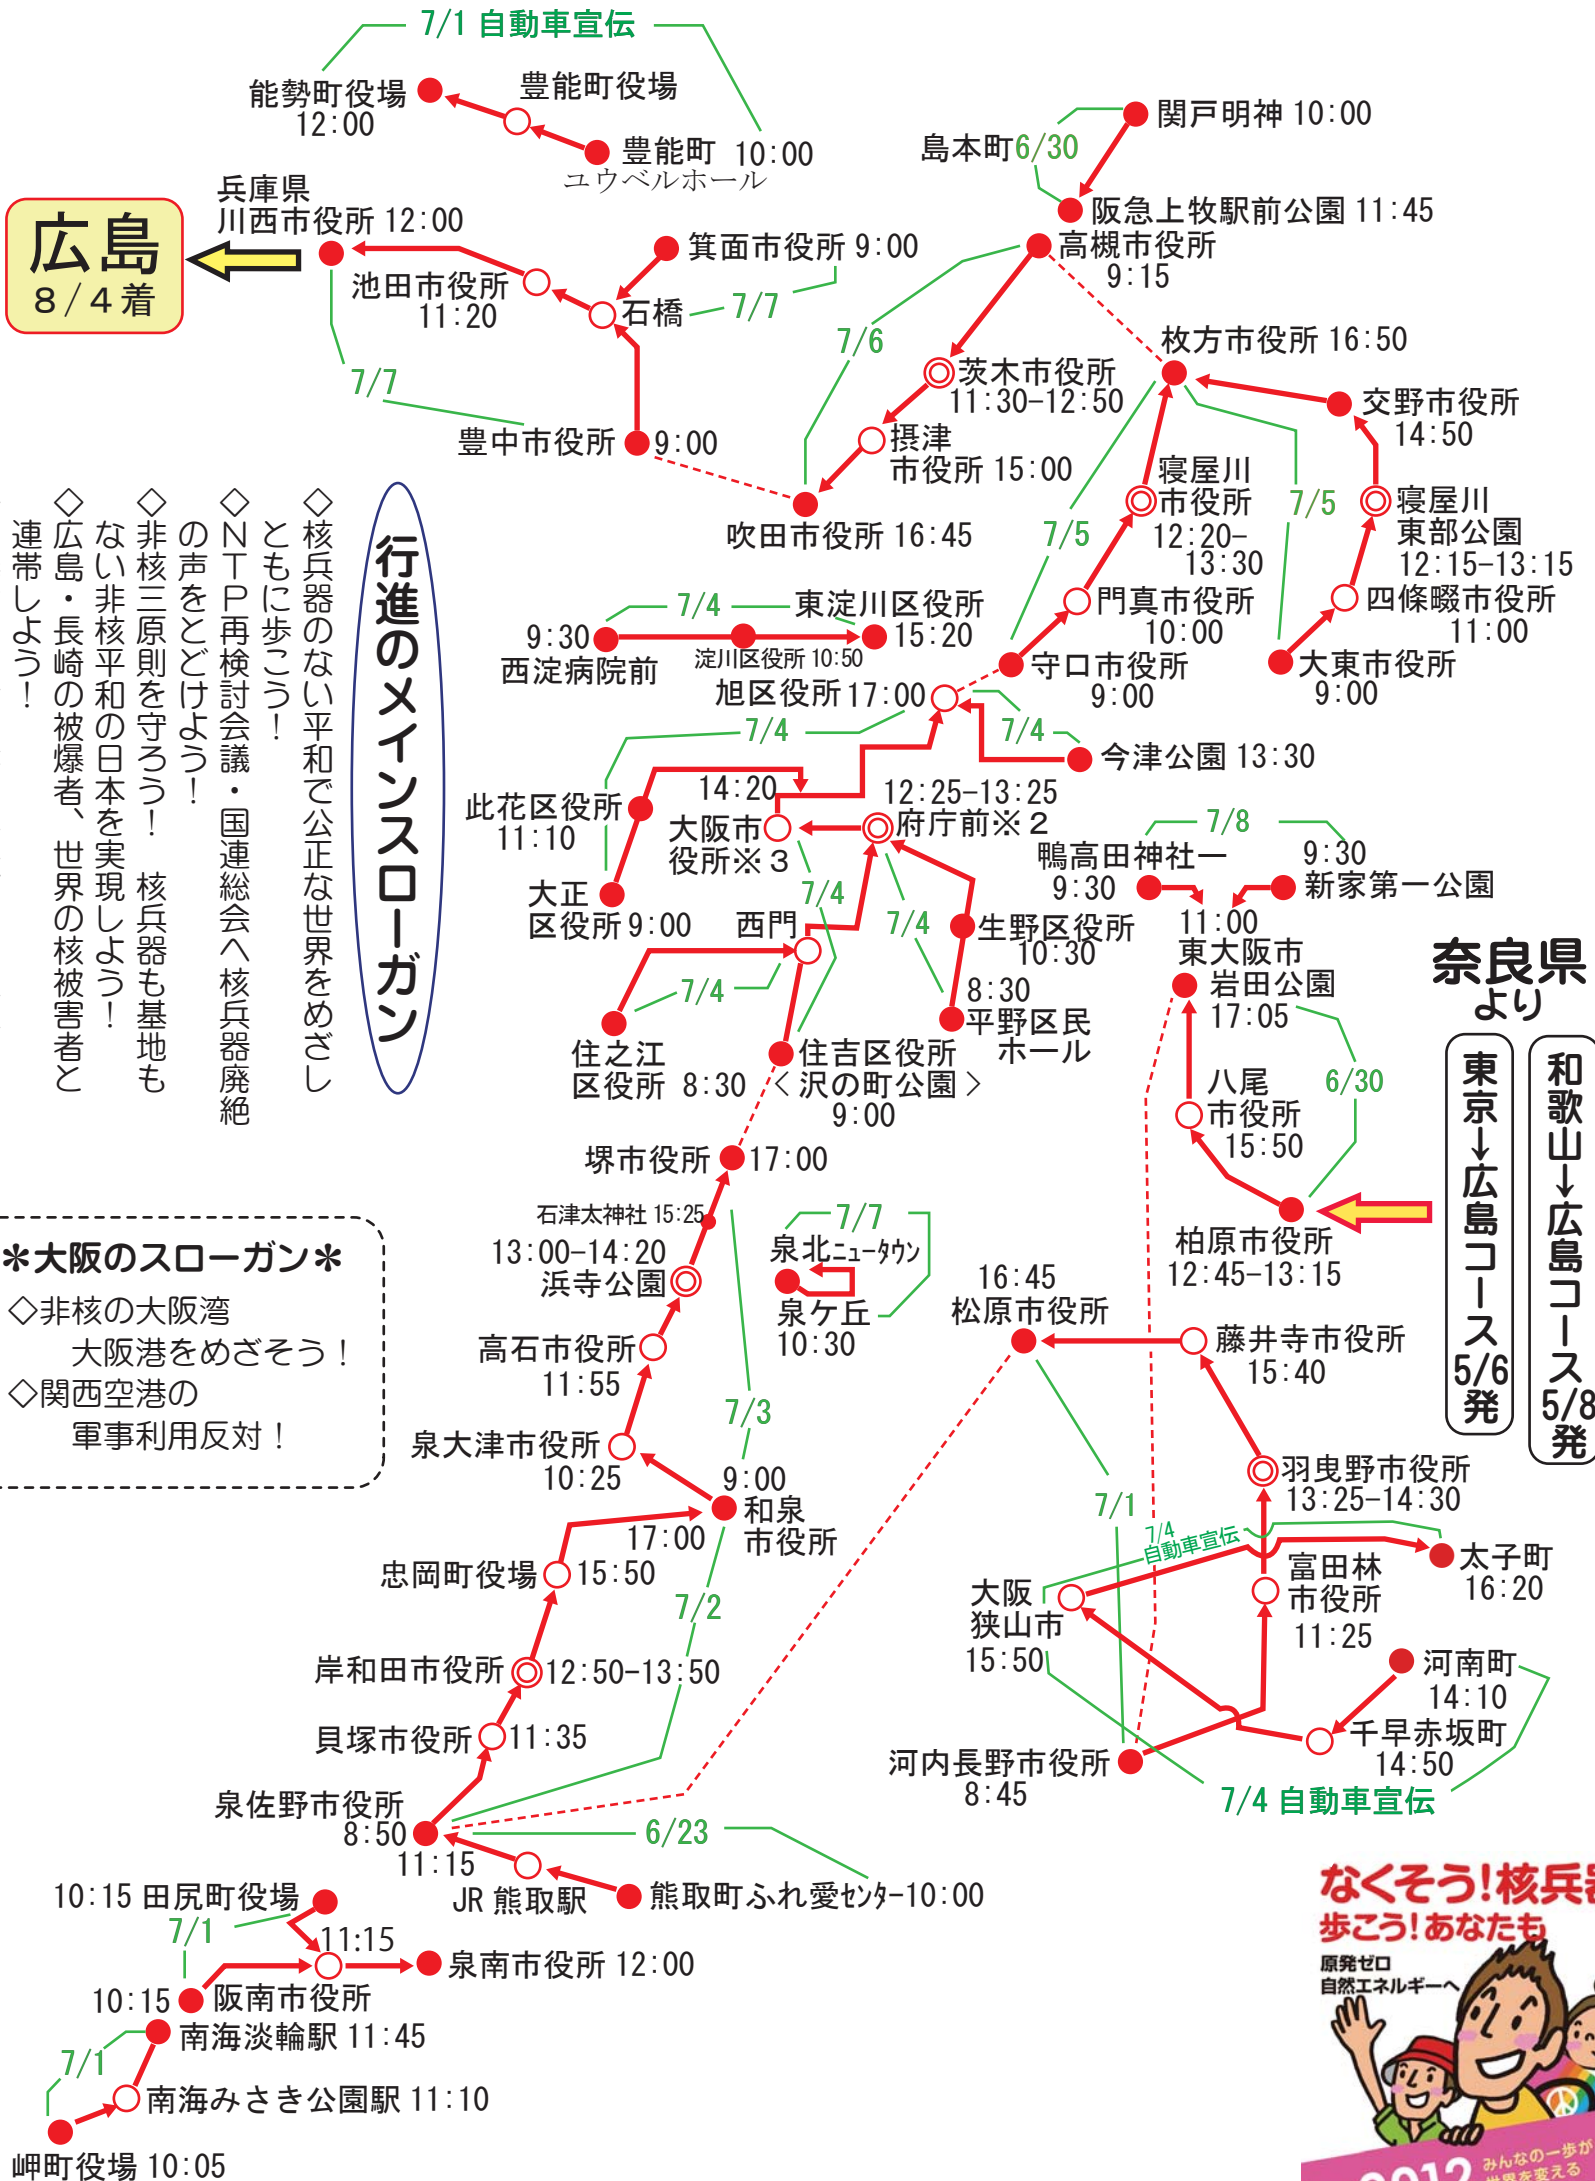 7/1 自動車宣伝
能勢町役場
12:00
豊能町役場
豊能町 10:00
ユウベルホール
関戸明神 10:00
島本町 6/30
阪急上牧駅前公園 11:45
兵庫県
川西市役所 12:00
広島
8/4着
池田市役所
11:20
箕面市役所 9:00
石橋
7/7
7/7
豊中市役所 9:00
高槻市役所
9:15
7/6
茨木市役所
11:30-12:50
摂津
市役所 15:00
吹田市役所 16:45
枚方市役所 16:50
交野市役所
14:50
寝屋川
市役所
12:20-
13:30
7/5
7/5
寝屋川
東部公園
12:15-13:15
門真市役所
10:00
四條畷市役所
11:00
守口市役所
9:00
大東市役所
9:00
7/4
9:30
西淀病院前
淀川区役所 10:50
東淀川区役所
15:20
旭区役所 17:00
7/4
7/4
今津公園 13:30
此花区役所
11:10
14:20
大阪市
役所※3
12:25-13:25
府庁前※2
大正
区役所 9:00
西門
7/4
7/4
7/4
生野区役所
10:30
8:30
平野区民
ホール
住之江
区役所 8:30
住吉区役所
<沢の町公園>
9:00
7/8
鴨高田神社一
9:30
9:30
新家第一公園
11:00
東大阪市
岩田公園
17:05
八尾
市役所
15:50
6/30
柏原市役所
12:45-13:15
奈良県
より
東京→広島コース 5/6発
和歌山→広島コース 5/8発
行進のメインスローガン
◇核兵器のない平和で公正な世界をめざし
ともに歩こう!
◇NTP再検討会議・国連総会へ核兵器廃絶
の声をとどけよう!
◇非核三原則を守ろう! 核兵器も基地も
ない非核平和の日本を実現しよう!
◇広島・長崎の被爆者、世界の核被害者と
連帯しよう!
*大阪のスローガン*
◇非核の大阪湾
大阪港をめざそう!
◇関西空港の
軍事利用反対!
堺市役所 17:00
石津太神社 15:25
13:00-14:20
浜寺公園
7/7
泉北ニュータウン
泉ケ丘
10:30
高石市役所
11:55
7/3
泉大津市役所
10:25
9:00
和泉
市役所
17:00
忠岡町役場 15:50
7/2
岸和田市役所 12:50-13:50
貝塚市役所 11:35
泉佐野市役所
8:50
11:15
6/23
JR 熊取駅
熊取町ふれ愛センター10:00
16:45
松原市役所
藤井寺市役所
15:40
羽曳野市役所
13:25-14:30
7/1
7/4
自動車宣伝
太子町
16:20
富田林
市役所
11:25
大阪
狭山市
15:50
河南町
14:10
千早赤坂町
14:50
河内長野市役所
8:45
7/4 自動車宣伝
10:15 田尻町役場
7/1
11:15
泉南市役所 12:00
10:15
阪南市役所
南海淡輪駅 11:45
7/1
南海みさき公園駅 11:10
岬町役場 10:05
なくそう!核兵器
歩こう!あなたも
原発ゼロ
自然エネルギーへ
2012
みんなの一歩が
世界を変える